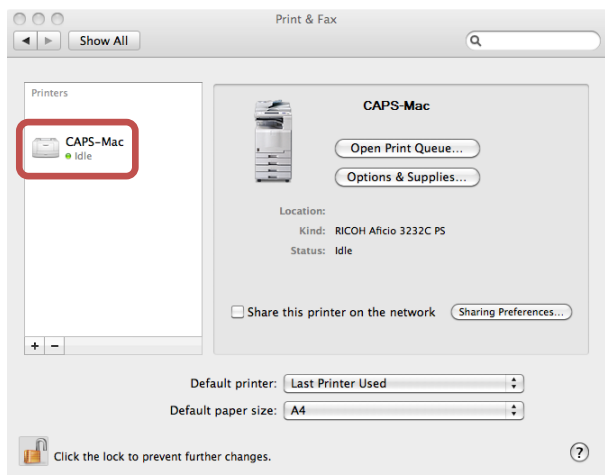 Print & Fax
Show All
Printers
CAPS-Mac
Idle
+ −
CAPS-Mac
Open Print Queue...
Options & Supplies...
Location:
Kind: RICOH Aficio 3232C PS
Status: Idle
Share this printer on the network Sharing Preferences...
Default printer: Last Printer Used
Default paper size: A4
Click the lock to prevent further changes. ?